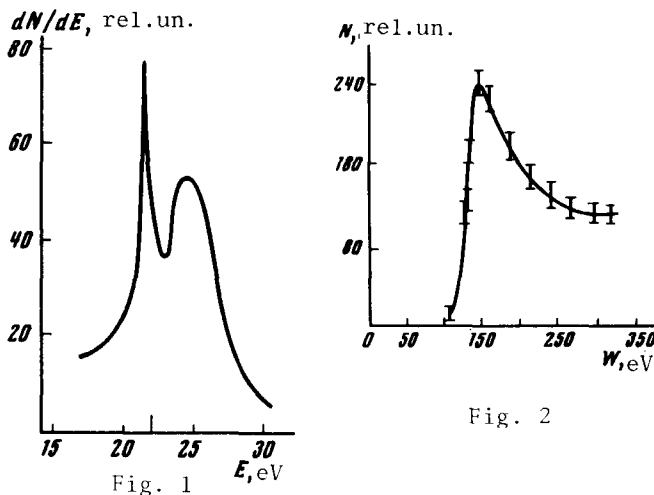 dN/dE, rel.un.
80
60
40
20
15 20 25 30
E, eV
Fig. 1
N, rel.un.
240
180
80
0 50 150 250 350
W, eV
Fig. 2